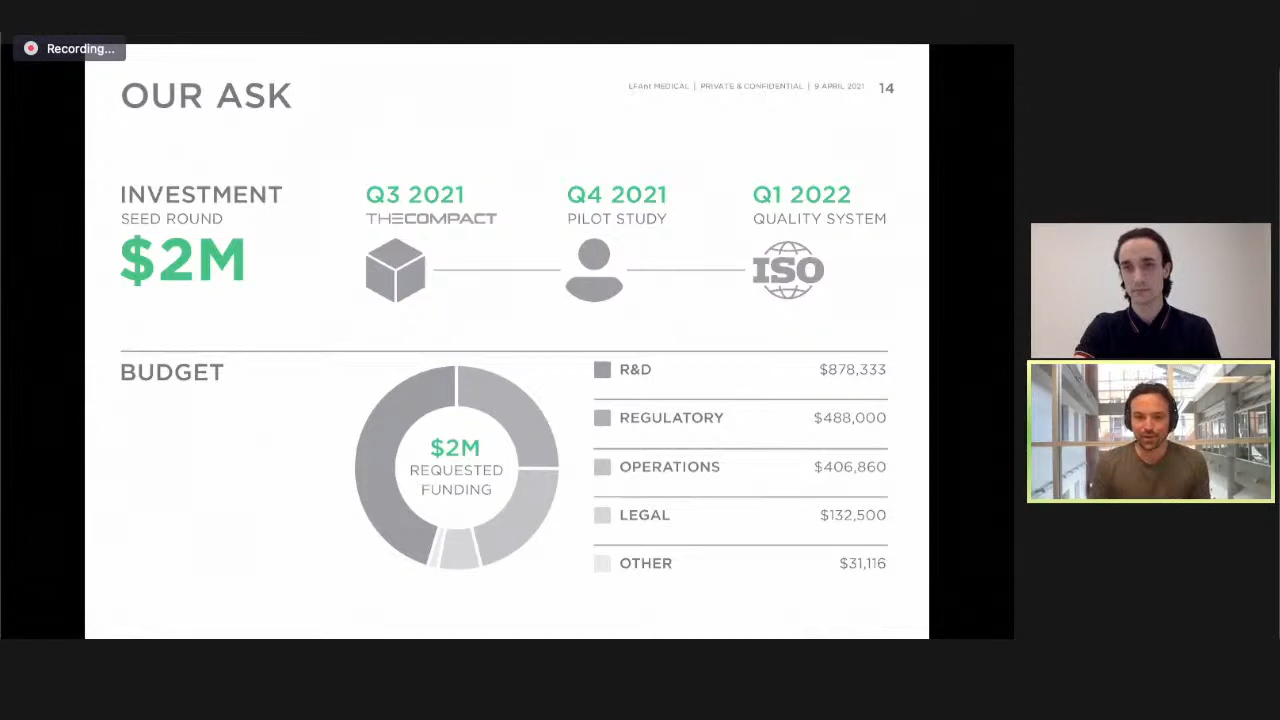 Recording...
OUR ASK
LFAnt MEDICAL | PRIVATE & CONFIDENTIAL | 9 APRIL 2021 14
INVESTMENT
SEED ROUND
$2M
Q3 2021
THECOMPACT
Q4 2021
PILOT STUDY
Q1 2022
QUALITY SYSTEM
ISO
BUDGET
$2M
REQUESTED
FUNDING
R&D $878,333
REGULATORY $488,000
OPERATIONS $406,860
LEGAL $132,500
OTHER $31,116